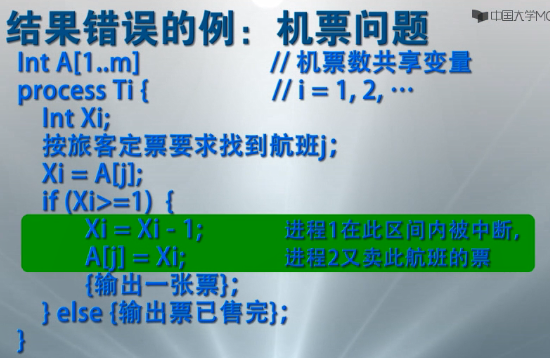 结果错误的例：机票问题
中国大学MO
Int A[1..m] // 机票数共享变量
process Ti { // i = 1, 2, …
Int Xi;
按旅客定票要求找到航班j；
Xi = A[j];
if (Xi>=1) {
Xi = Xi - 1; 进程1在此区间内被中断,
A[j] = Xi; 进程2又卖此航班的票
{输出一张票};
} else {输出票已售完};
}